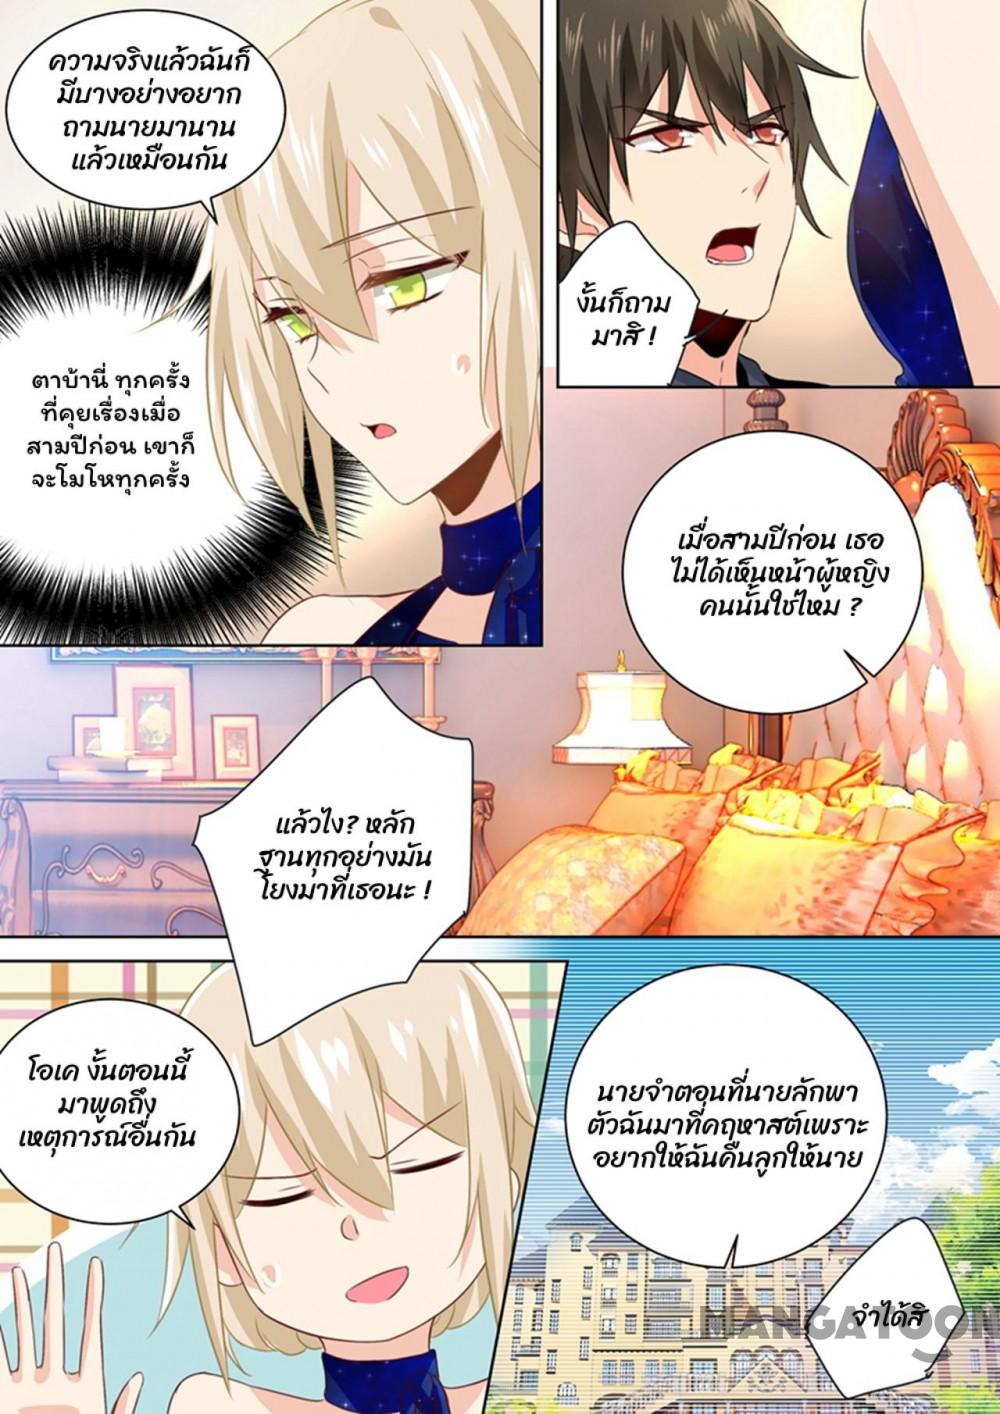 ความจริงแล้วฉันก็
มีบางอย่างอยาก
ถามนายมานาน
แล้วเหมือนกัน
งั้นก็ถาม
มาสิ !
ตาบ้านี่ ทุกครั้ง
ที่คุยเรื่องเมื่อ
สามปีก่อน เขาก็
จะโมโหทุกครั้ง
เมื่อสามปีก่อน เธอ
ไม่ได้เห็นหน้าผู้หญิง
คนนั้นใช่ไหม ?
แล้วไง? หลัก
ฐานทุกอย่างมัน
โยงมาที่เธอนะ !
โอเค งั้นตอนนี้
มาพูดถึง
เหตุการณ์อื่นกัน
นายจำตอนที่นายลักพา
ตัวฉันมาที่คฤหาสต์เพราะ
อยากให้ฉันคืนลูกให้นาย
จำได้สิ
MANGATOON